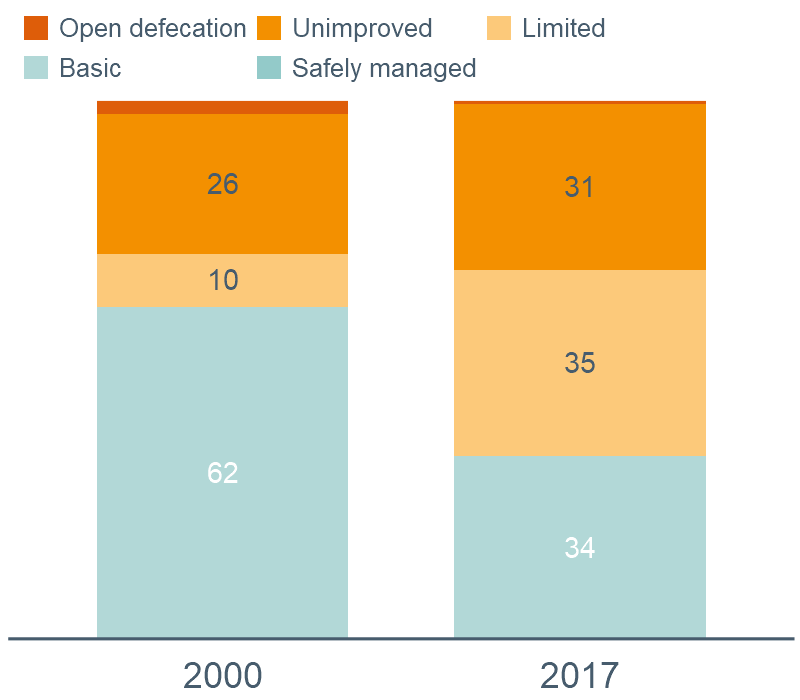 Open defecation Unimproved Limited
Basic Safely managed
26 31
10 35
62 34
2000 2017